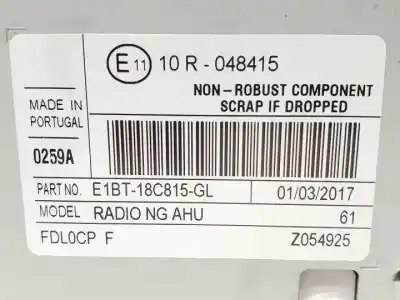 E 11 10 R - 048415
NON - ROBUST COMPONENT
SCRAP IF DROPPED
MADE IN
PORTUGAL
0259A
PART NO. E1BT-18C815-GL 01/03/2017
MODEL RADIO NG AHU 61
FDL0CP F Z054925